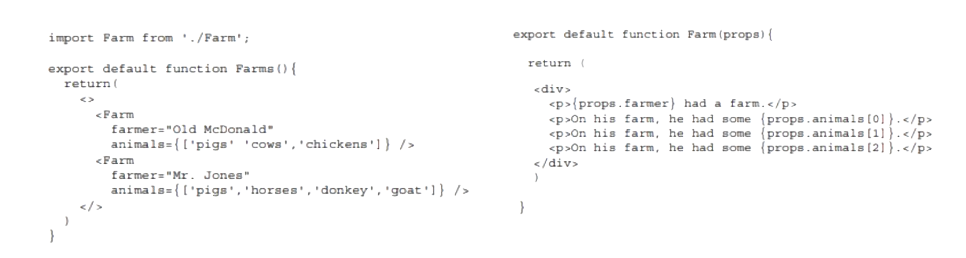 import Farm from './Farm';
export default function Farms(){
return(
<>
<Farm
farmer="Old McDonald"
animals={['pigs' 'cows','chickens']} />
<Farm
farmer="Mr. Jones"
animals={['pigs','horses','donkey','goat']} />
</>
)
}
export default function Farm(props){
return (
<div>
<p>{props.farmer} had a farm.</p>
<p>On his farm, he had some {props.animals[0]}.</p>
<p>On his farm, he had some {props.animals[1]}.</p>
<p>On his farm, he had some {props.animals[2]}.</p>
</div>
)
}